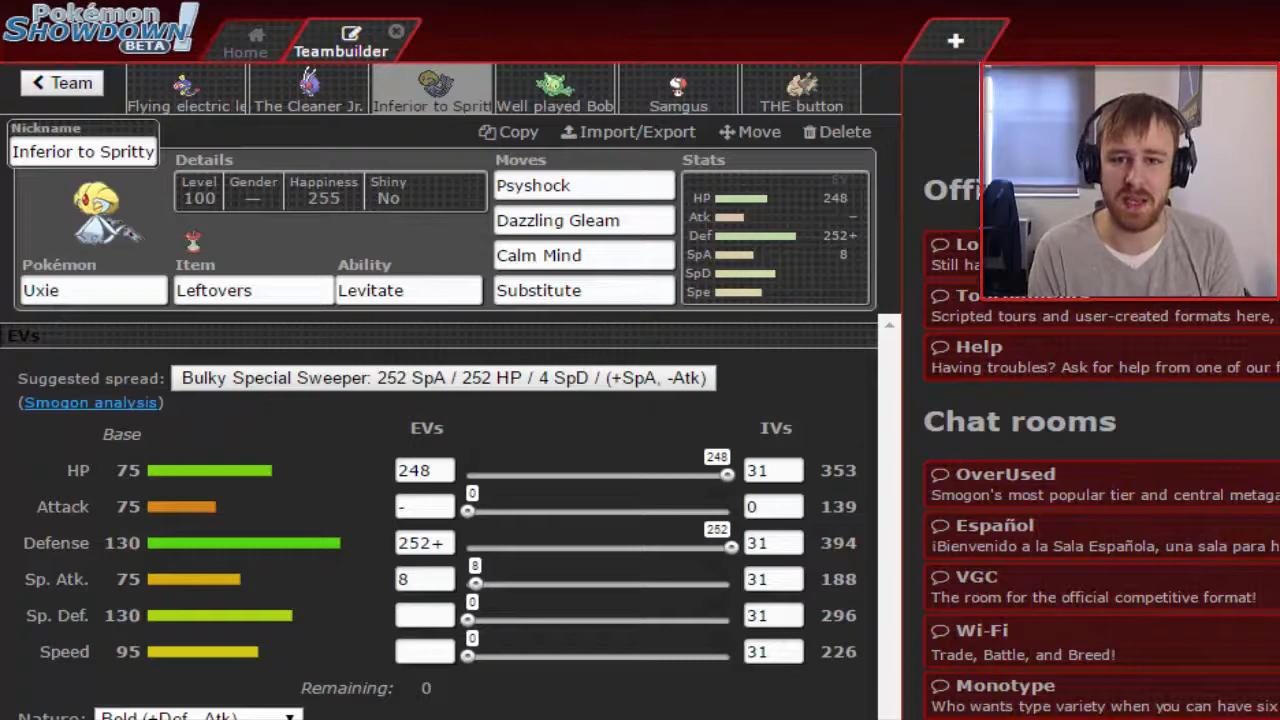 Pokémon
SHOWDOWN!
BETA
Home
Teambuilder
+
Team
Flying electric le
The Cleaner Jr.
Inferior to Spritt
Well played Bob
Samgus
THE button
Nickname
Inferior to Spritty
Copy
Import/Export
Move
Delete
Details
Level
100
Gender
—
Happiness
255
Shiny
No
Pokémon
Uxie
Item
Leftovers
Ability
Levitate
Moves
Psyshock
Dazzling Gleam
Calm Mind
Substitute
Stats
EV
HP 248
Atk –
Def 252+
SpA 8
SpD
Spe
EVs
Suggested spread: Bulky Special Sweeper: 252 SpA / 252 HP / 4 SpD / (+SpA, -Atk)
(Smogon analysis)
Base EVs IVs
HP 75 248 248 31 353
Attack 75 - 0 0 139
Defense 130 252+ 252 31 394
Sp. Atk. 75 8 8 31 188
Sp. Def. 130 0 31 296
Speed 95 0 31 226
Remaining: 0
Nature: Bold (+Def, -Atk)
Offi
Lo
Still ha
Scripted tours and user-created formats here,
Help
Having troubles? Ask for help from one of our f
Chat rooms
OverUsed
Smogon's most popular tier and central metaga
Español
¡Bienvenido a la Sala Española, una sala para h
VGC
The room for the official competitive format!
Wi-Fi
Trade, Battle, and Breed!
Monotype
Who wants type variety when you can have six